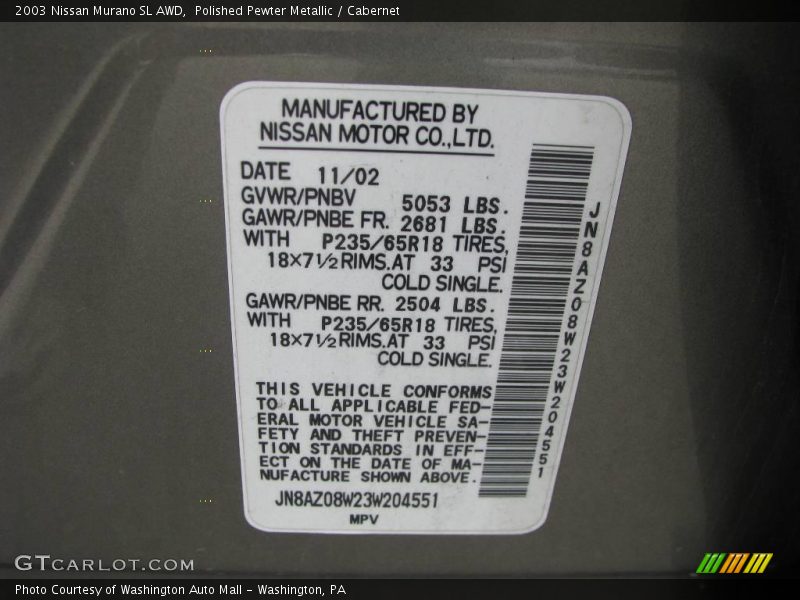 2003 Nissan Murano SL AWD,  Polished Pewter Metallic / Cabernet
MANUFACTURED BY
NISSAN MOTOR CO.,LTD.
DATE 11/02
GVWR/PNBV 5053 LBS.
GAWR/PNBE FR. 2681 LBS.
WITH P235/65R18 TIRES,
18×7½RIMS.AT 33 PSI
COLD SINGLE.
GAWR/PNBE RR. 2504 LBS.
WITH P235/65R18 TIRES,
18×7½RIMS.AT 33 PSI
COLD SINGLE.
THIS VEHICLE CONFORMS
TO ALL APPLICABLE FED-
ERAL MOTOR VEHICLE SA-
FETY AND THEFT PREVEN-
TION STANDARDS IN EFF-
ECT ON THE DATE OF MA-
NUFACTURE SHOWN ABOVE.
JN8AZ08W23W204551
MPV
JN8AZ08W23W204551
GTCARLOT.COM
Photo Courtesy of Washington Auto Mall - Washington, PA